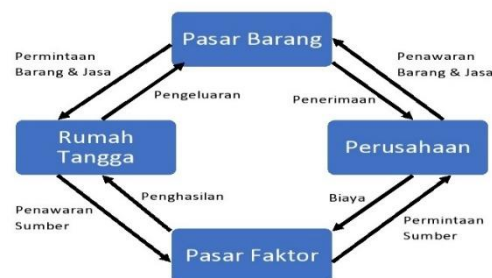 Pasar Barang
Permintaan
Barang & Jasa
Penawaran
Barang & Jasa
Pengeluaran
Penerimaan
Rumah
Tangga
Perusahaan
Penghasilan
Biaya
Penawaran
Sumber
Permintaan
Sumber
Pasar Faktor